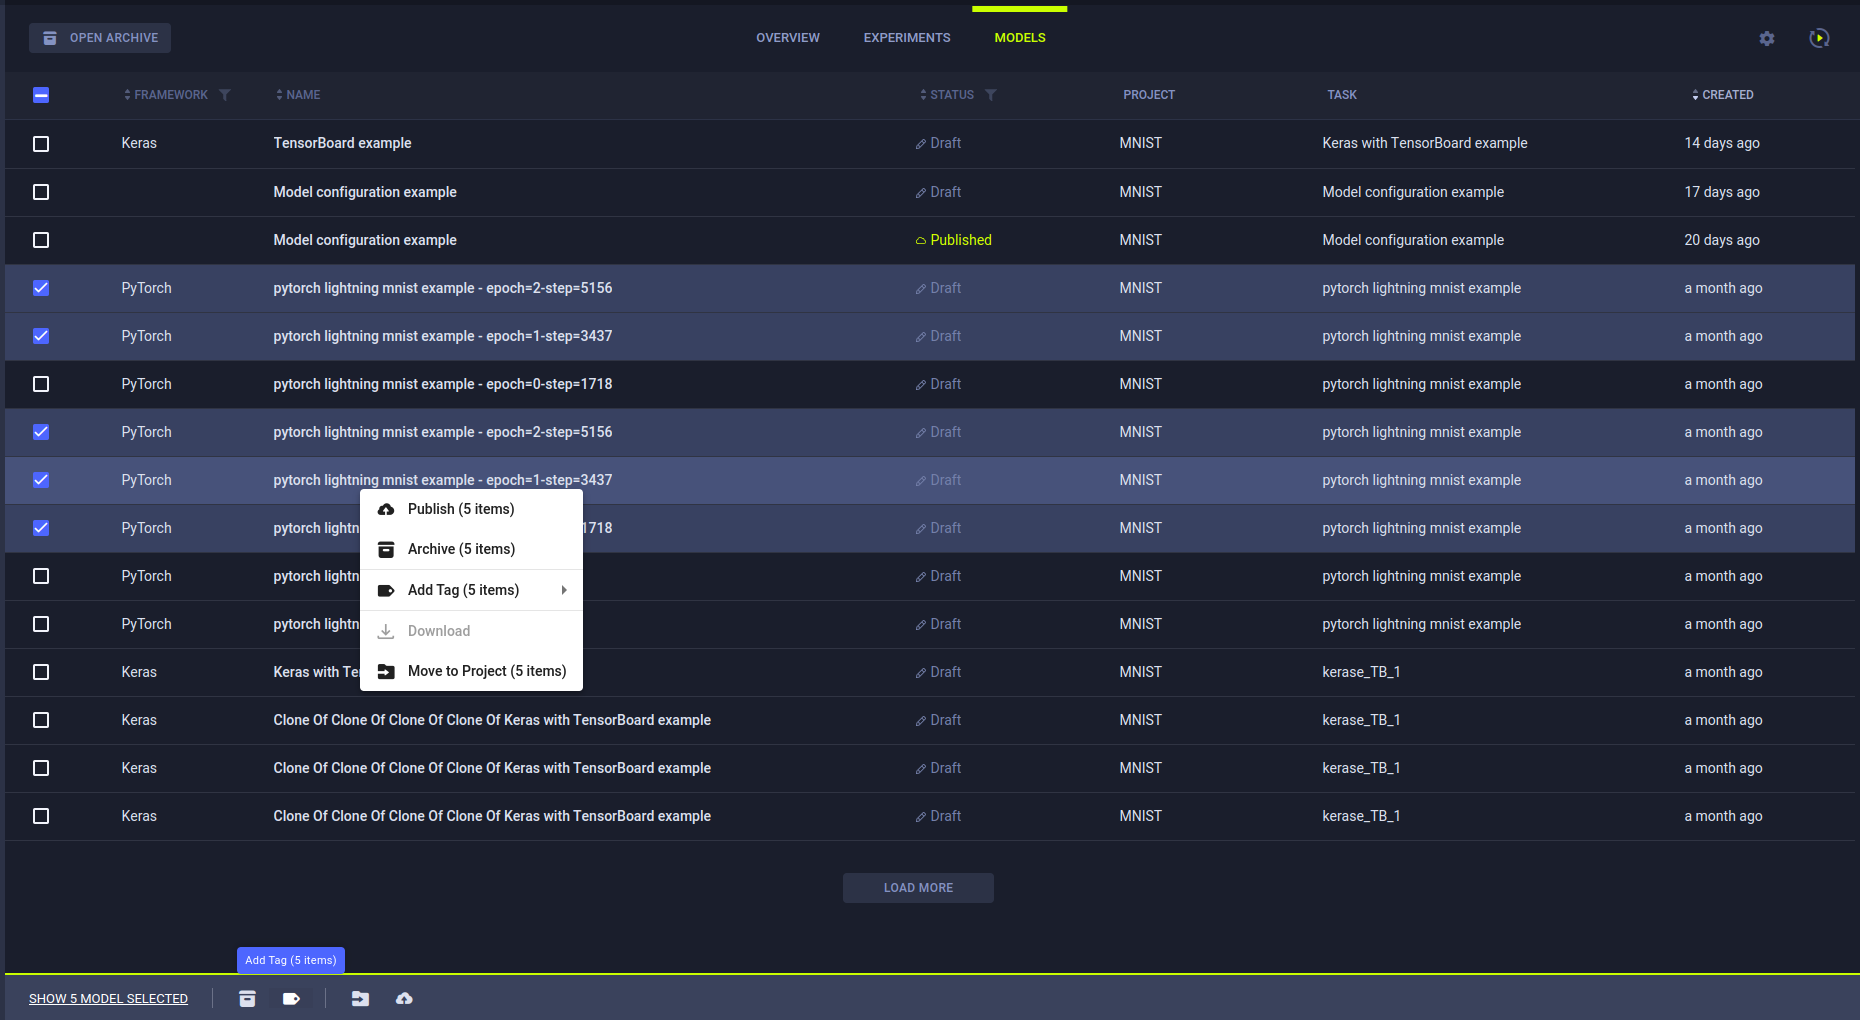 OPEN ARCHIVE
OVERVIEW EXPERIMENTS MODELS
FRAMEWORK NAME STATUS PROJECT TASK CREATED
Keras TensorBoard example Draft MNIST Keras with TensorBoard example 14 days ago
Model configuration example Draft MNIST Model configuration example 17 days ago
Model configuration example Published MNIST Model configuration example 20 days ago
PyTorch pytorch lightning mnist example - epoch=2-step=5156 Draft MNIST pytorch lightning mnist example a month ago
PyTorch pytorch lightning mnist example - epoch=1-step=3437 Draft MNIST pytorch lightning mnist example a month ago
PyTorch pytorch lightning mnist example - epoch=0-step=1718 Draft MNIST pytorch lightning mnist example a month ago
PyTorch pytorch lightning mnist example - epoch=2-step=5156 Draft MNIST pytorch lightning mnist example a month ago
PyTorch pytorch lightning mnist example - epoch=1-step=3437 Draft MNIST pytorch lightning mnist example a month ago
PyTorch pytorch lightn 1718 Draft MNIST pytorch lightning mnist example a month ago
PyTorch pytorch lightn Draft MNIST pytorch lightning mnist example a month ago
PyTorch pytorch lightn Draft MNIST pytorch lightning mnist example a month ago
Keras Keras with Te Draft MNIST kerase_TB_1 a month ago
Keras Clone Of Clone Of Clone Of Clone Of Keras with TensorBoard example Draft MNIST kerase_TB_1 a month ago
Keras Clone Of Clone Of Clone Of Clone Of Keras with TensorBoard example Draft MNIST kerase_TB_1 a month ago
Keras Clone Of Clone Of Clone Of Clone Of Keras with TensorBoard example Draft MNIST kerase_TB_1 a month ago
Publish (5 items)
Archive (5 items)
Add Tag (5 items)
Download
Move to Project (5 items)
LOAD MORE
Add Tag (5 items)
SHOW 5 MODEL SELECTED